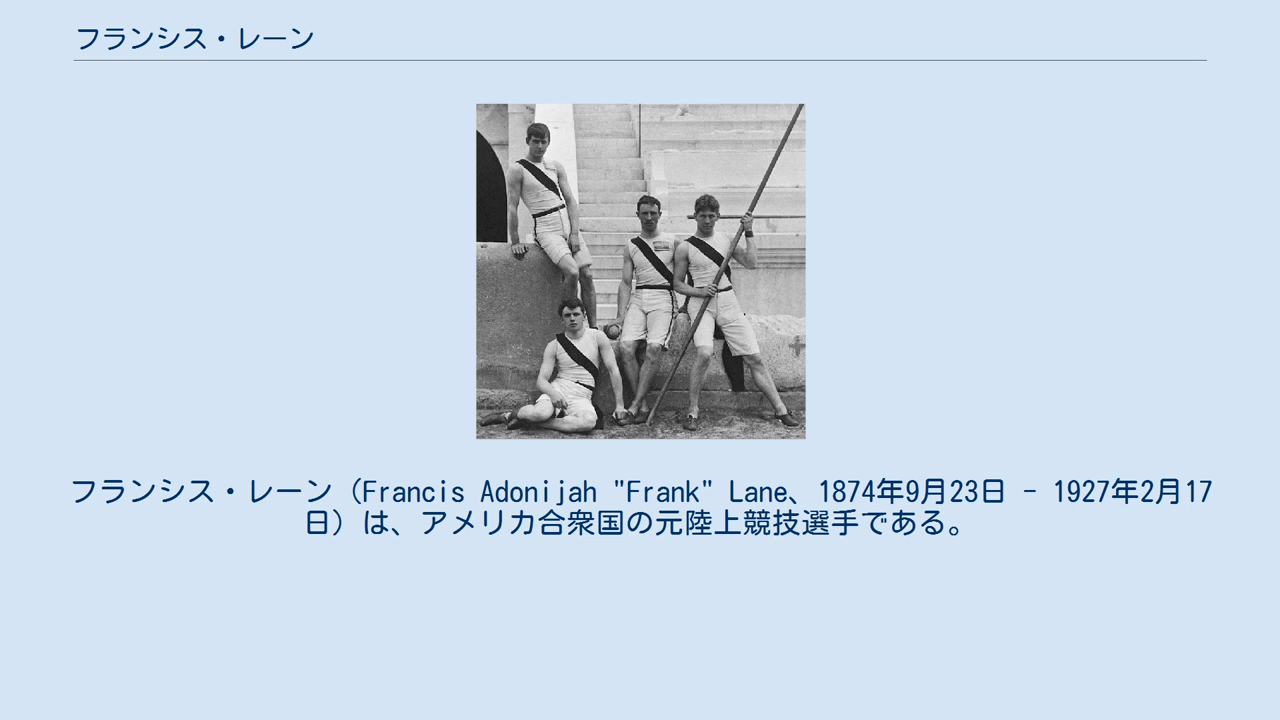 フランシス・レーン
フランシス・レーン（Francis Adonijah "Frank" Lane、1874年9月23日 - 1927年2月17
日）は、アメリカ合衆国の元陸上競技選手である。